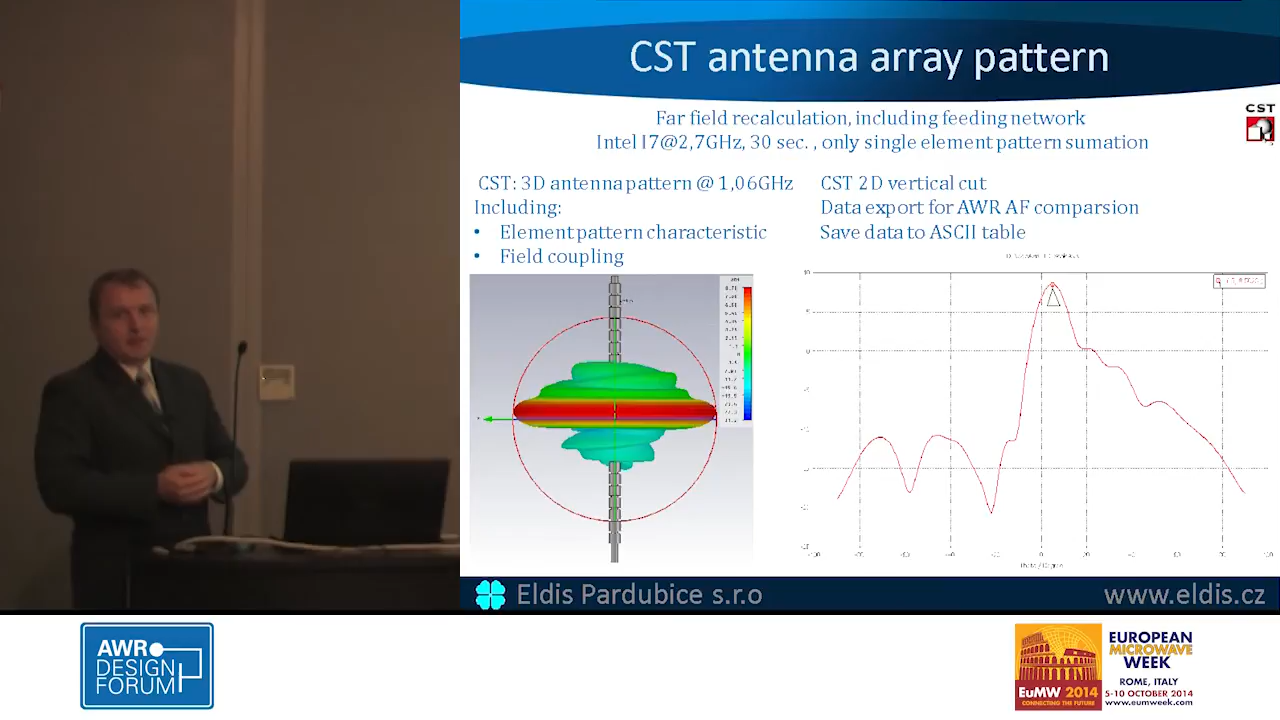 CST antenna array pattern
Far field recalculation, including feeding network
Intel I7@2,7GHz, 30 sec. , only single element pattern sumation
CST
CST: 3D antenna pattern @ 1,06GHz
Including:
• Element pattern characteristic
• Field coupling
CST 2D vertical cut
Data export for AWR AF comparsion
Save data to ASCII table
Eldis Pardubice s.r.o
www.eldis.cz
AWR
DESIGN
FORUM
EuMW 2014
CONNECTING THE FUTURE
EUROPEAN
MICROWAVE
WEEK
ROME, ITALY
5-10 OCTOBER 2014
www.eumweek.com